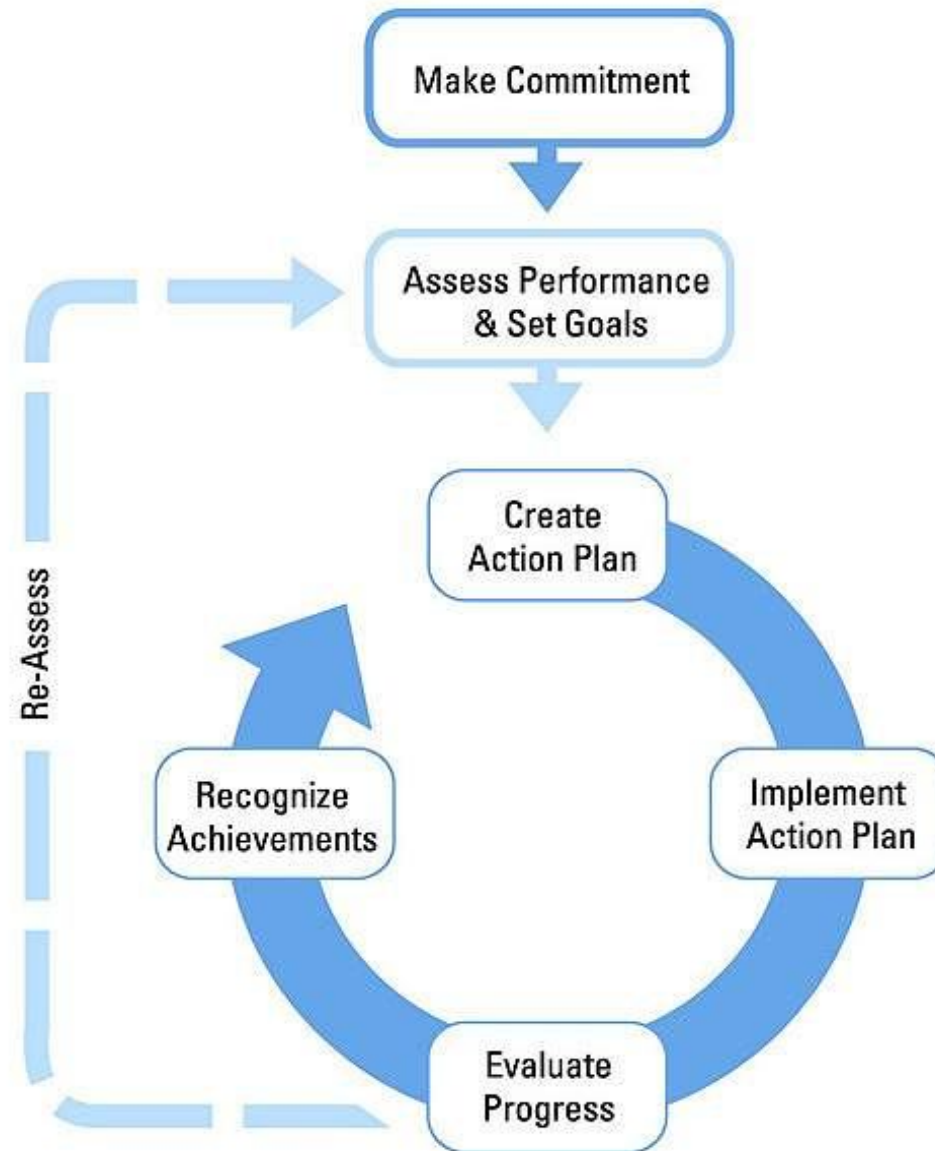 Make Commitment
Assess Performance
& Set Goals
Create
Action Plan
Re-Assess
Recognize
Achievements
Implement
Action Plan
Evaluate
Progress